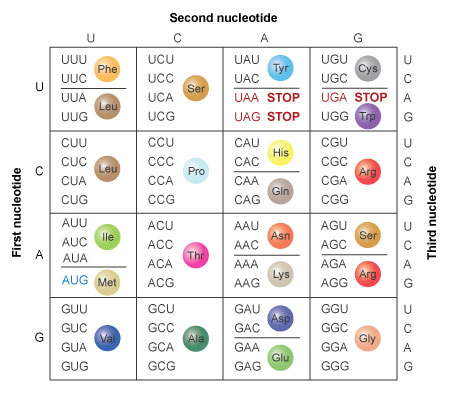 Second nucleotide
U C A G
First nucleotide
Third nucleotide
U
UUU UCU UAU UGU U
Phe Tyr Cys
UUC UCC UAC UGC C
Ser
UUA UCA UAA STOP UGA STOP A
Leu
UUG UCG UAG STOP UGG Trp G
C
CUU CCU CAU CGU U
His
CUC CCC CAC CGC C
Leu Pro Arg
CUA CCA CAA CGA A
Gln
CUG CCG CAG CGG G
A
AUU ACU AAU AGU U
Ile Asn Ser
AUC ACC AAC AGC C
Thr
AUA ACA AAA AGA A
Lys Arg
AUG Met ACG AAG AGG G
G
GUU GCU GAU GGU U
Asp
GUC GCC GAC GGC C
Val Ala Gly
GUA GCA GAA GGA A
Glu
GUG GCG GAG GGG G